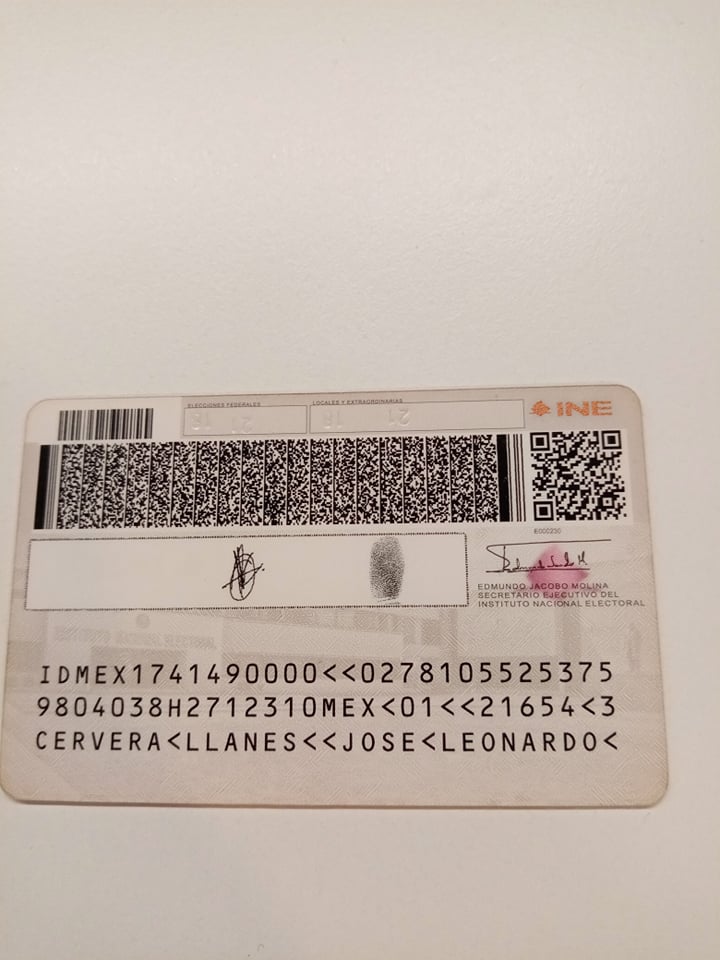 ELECCIONES FEDERALES
LOCALES Y EXTRAORDINARIAS
INE
E000230
EDMUNDO JACOBO MOLINA
SECRETARIO EJECUTIVO DEL
INSTITUTO NACIONAL ELECTORAL
IDMEX1741490000<<0278105525375
9804038H2712310MEX<01<<21654<3
CERVERA<LLANES<<JOSE<LEONARDO<